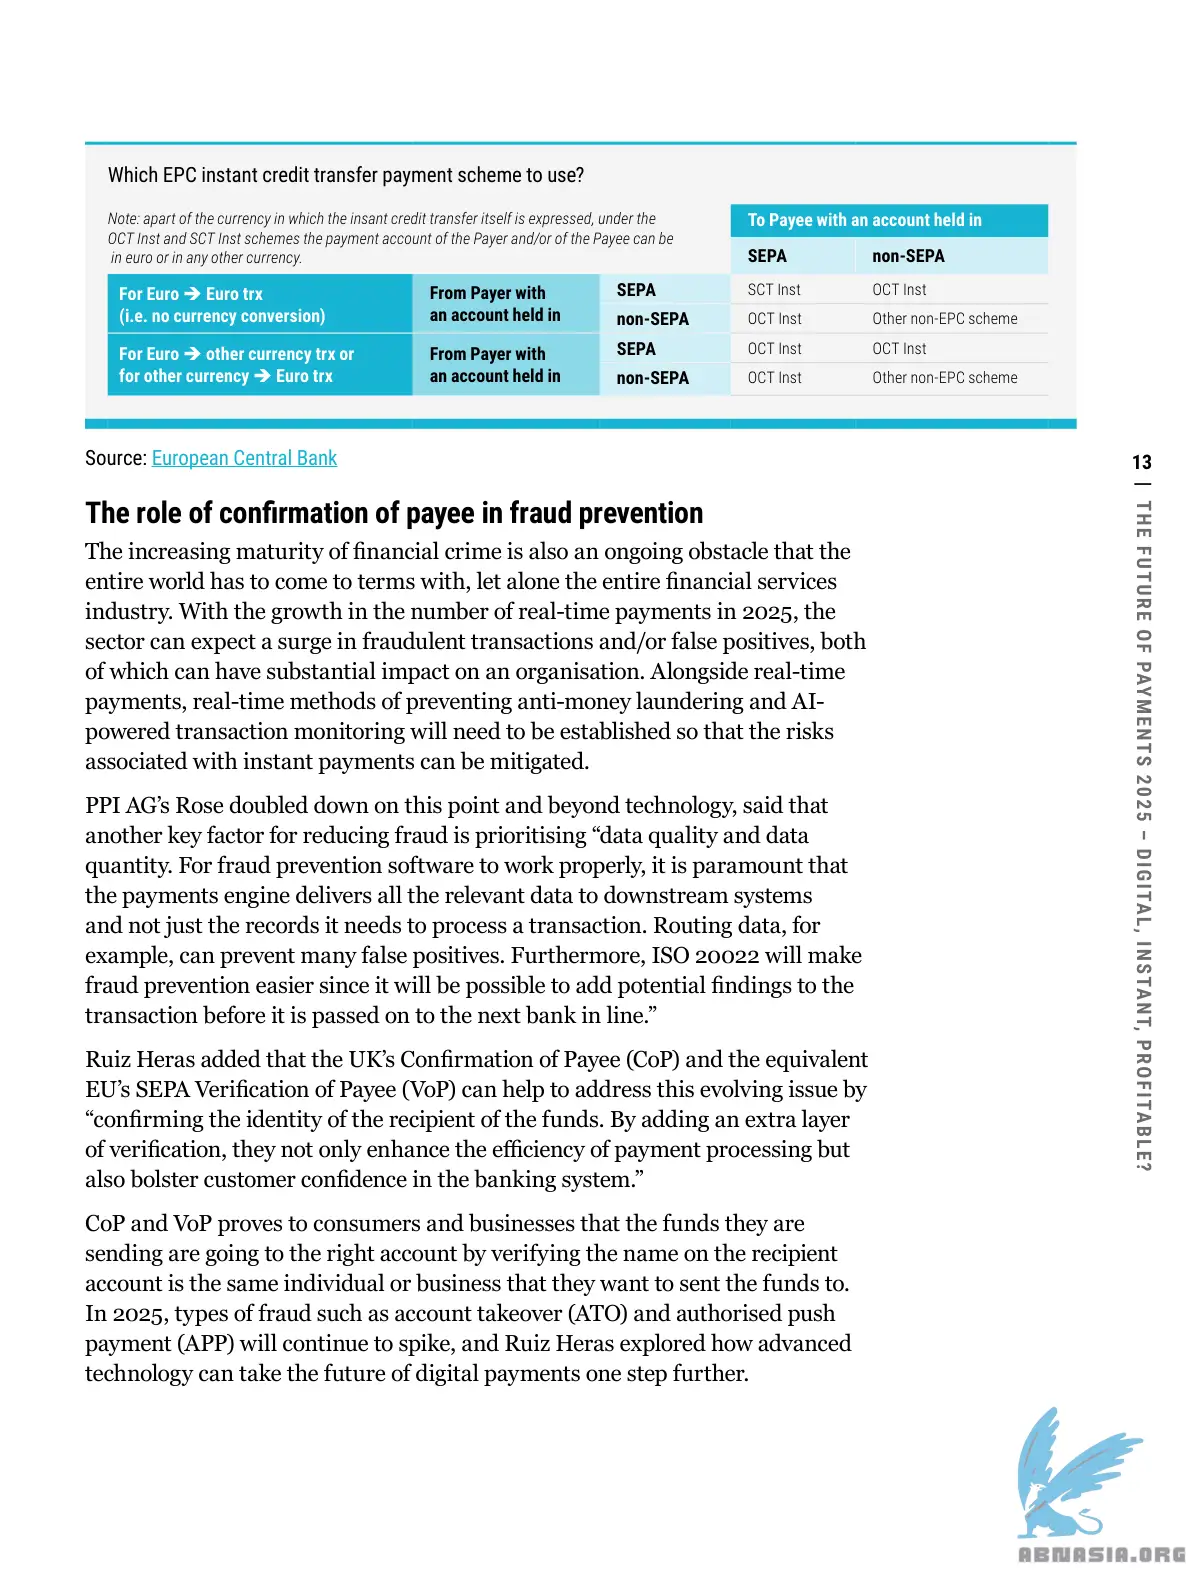 Which EPC instant credit transfer payment scheme to use?
Note: apart of the currency in which the insant credit transfer itself is expressed, under the
OCT Inst and SCT Inst schemes the payment account of the Payer and/or of the Payee can be
in euro or in any other currency.
To Payee with an account held in
SEPA non-SEPA
For Euro ➔ Euro trx
(i.e. no currency conversion)
From Payer with
an account held in
SEPA SCT Inst OCT Inst
non-SEPA OCT Inst Other non-EPC scheme
For Euro ➔ other currency trx or
for other currency ➔ Euro trx
From Payer with
an account held in
SEPA OCT Inst OCT Inst
non-SEPA OCT Inst Other non-EPC scheme
Source: European Central Bank
The role of confirmation of payee in fraud prevention
The increasing maturity of financial crime is also an ongoing obstacle that the
entire world has to come to terms with, let alone the entire financial services
industry. With the growth in the number of real-time payments in 2025, the
sector can expect a surge in fraudulent transactions and/or false positives, both
of which can have substantial impact on an organisation. Alongside real-time
payments, real-time methods of preventing anti-money laundering and AI-
powered transaction monitoring will need to be established so that the risks
associated with instant payments can be mitigated.
PPI AG’s Rose doubled down on this point and beyond technology, said that
another key factor for reducing fraud is prioritising “data quality and data
quantity. For fraud prevention software to work properly, it is paramount that
the payments engine delivers all the relevant data to downstream systems
and not just the records it needs to process a transaction. Routing data, for
example, can prevent many false positives. Furthermore, ISO 20022 will make
fraud prevention easier since it will be possible to add potential findings to the
transaction before it is passed on to the next bank in line.”
Ruiz Heras added that the UK’s Confirmation of Payee (CoP) and the equivalent
EU’s SEPA Verification of Payee (VoP) can help to address this evolving issue by
“confirming the identity of the recipient of the funds. By adding an extra layer
of verification, they not only enhance the efficiency of payment processing but
also bolster customer confidence in the banking system.”
CoP and VoP proves to consumers and businesses that the funds they are
sending are going to the right account by verifying the name on the recipient
account is the same individual or business that they want to sent the funds to.
In 2025, types of fraud such as account takeover (ATO) and authorised push
payment (APP) will continue to spike, and Ruiz Heras explored how advanced
technology can take the future of digital payments one step further.
13
THE FUTURE OF PAYMENTS 2025 – DIGITAL, INSTANT, PROFITABLE?
ABNASIA.ORG